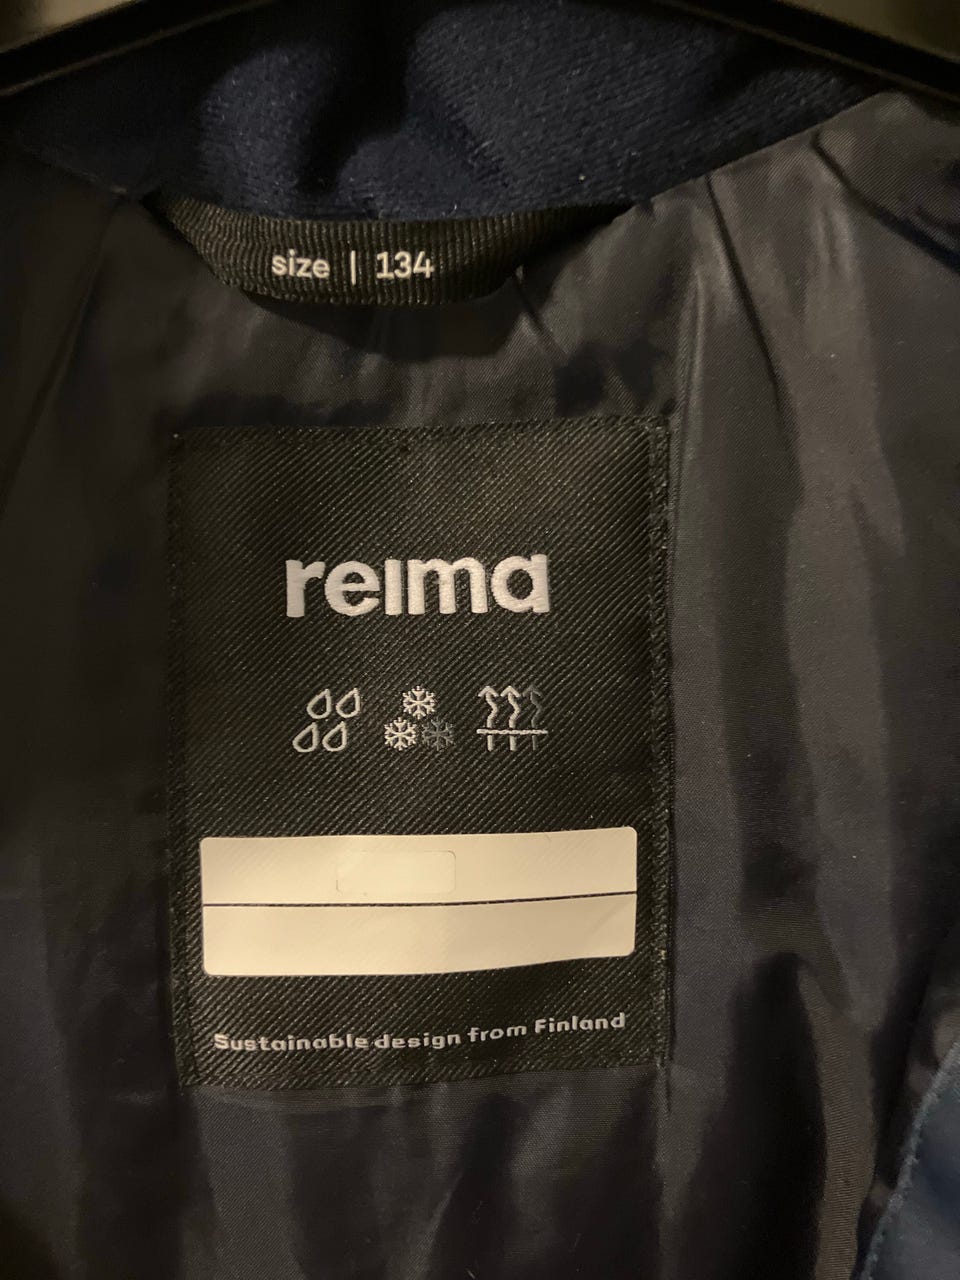 size | 134
reima
Sustainable design from Finland